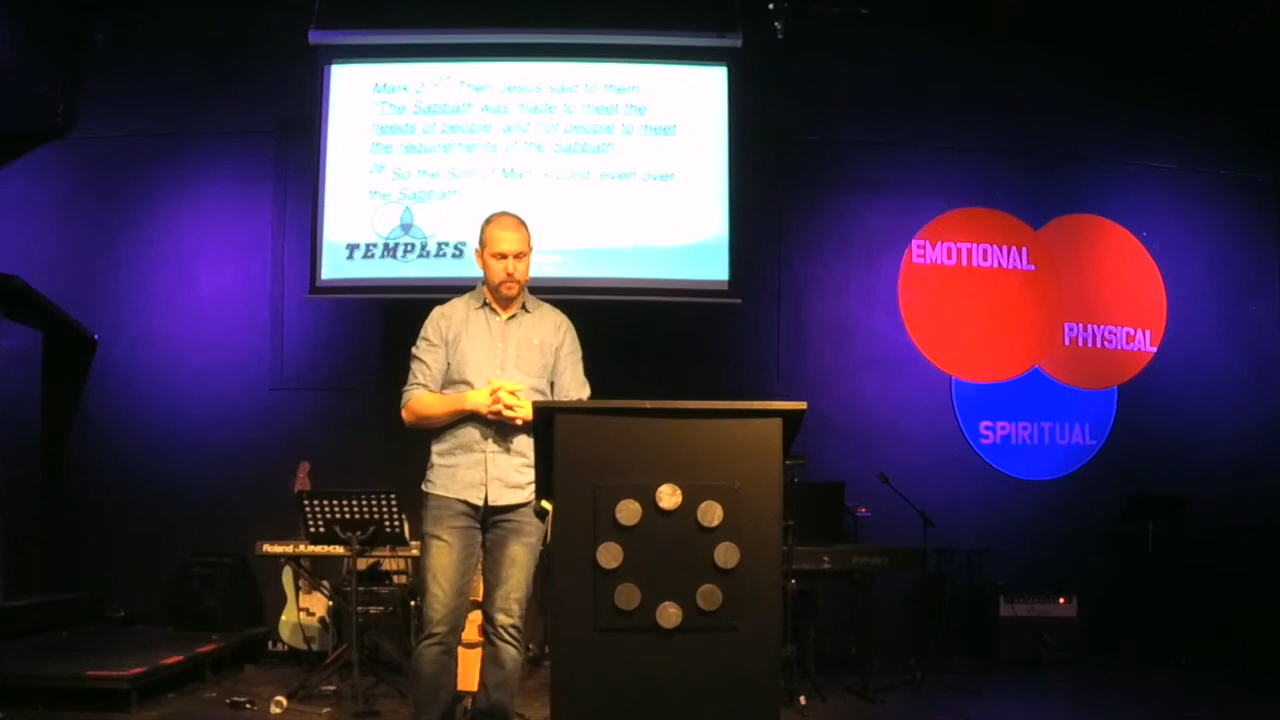 Mark 2:27 Then Jesus said to them
"The Sabbath was made to meet the
needs of people, and not people to meet
the requirements of the Sabbath
28 So the Son of Man is Lord, even over
the Sabbath
TEMPLES
EMOTIONAL
PHYSICAL
SPIRITUAL
Roland JUNO